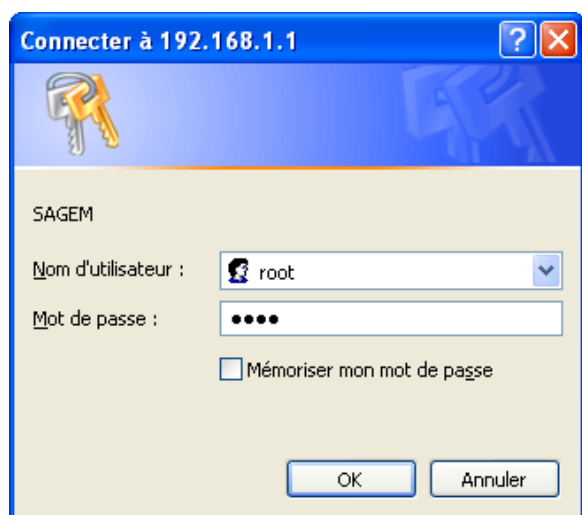 Connecter à 192.168.1.1
SAGEM
Nom d'utilisateur :
root
Mot de passe :
••••
Mémoriser mon mot de passe
OK
Annuler